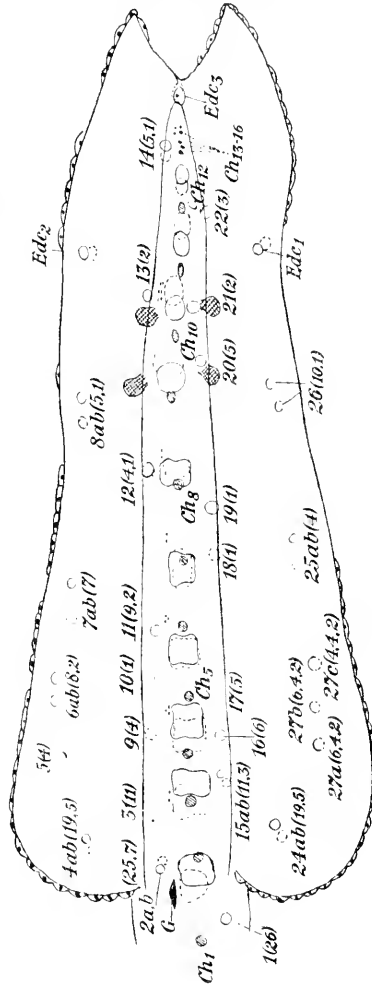 Edc3
14(5,1)
Ch12
Ch13-16
22(3)
Edc2
Edc1
13(2)
21(2)
Ch10
20(5)
8ab(5,1)
26(10,1)
12(4,1)
Ch8
19(1)
18(1)
25ab(4)
7ab(7)
11(9,2)
6ab(8,2)
10(1)
Ch5
17(5)
27c(4,4,2)
27b(6,4,2)
5(4)
9(4)
16(6)
27a(6,4,2)
4ab(19,5)
3(11)
15ab(11,3)
24ab(19,5)
(25,7)
2a,b
G
1(26)
Ch1